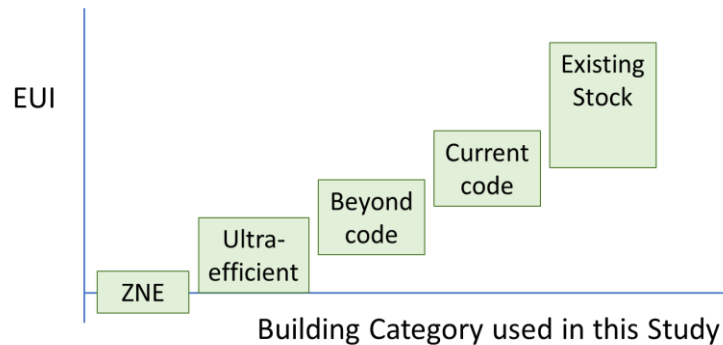 EUI
Existing
Stock
Current
code
Beyond
code
Ultra-
efficient
ZNE
Building Category used in this Study